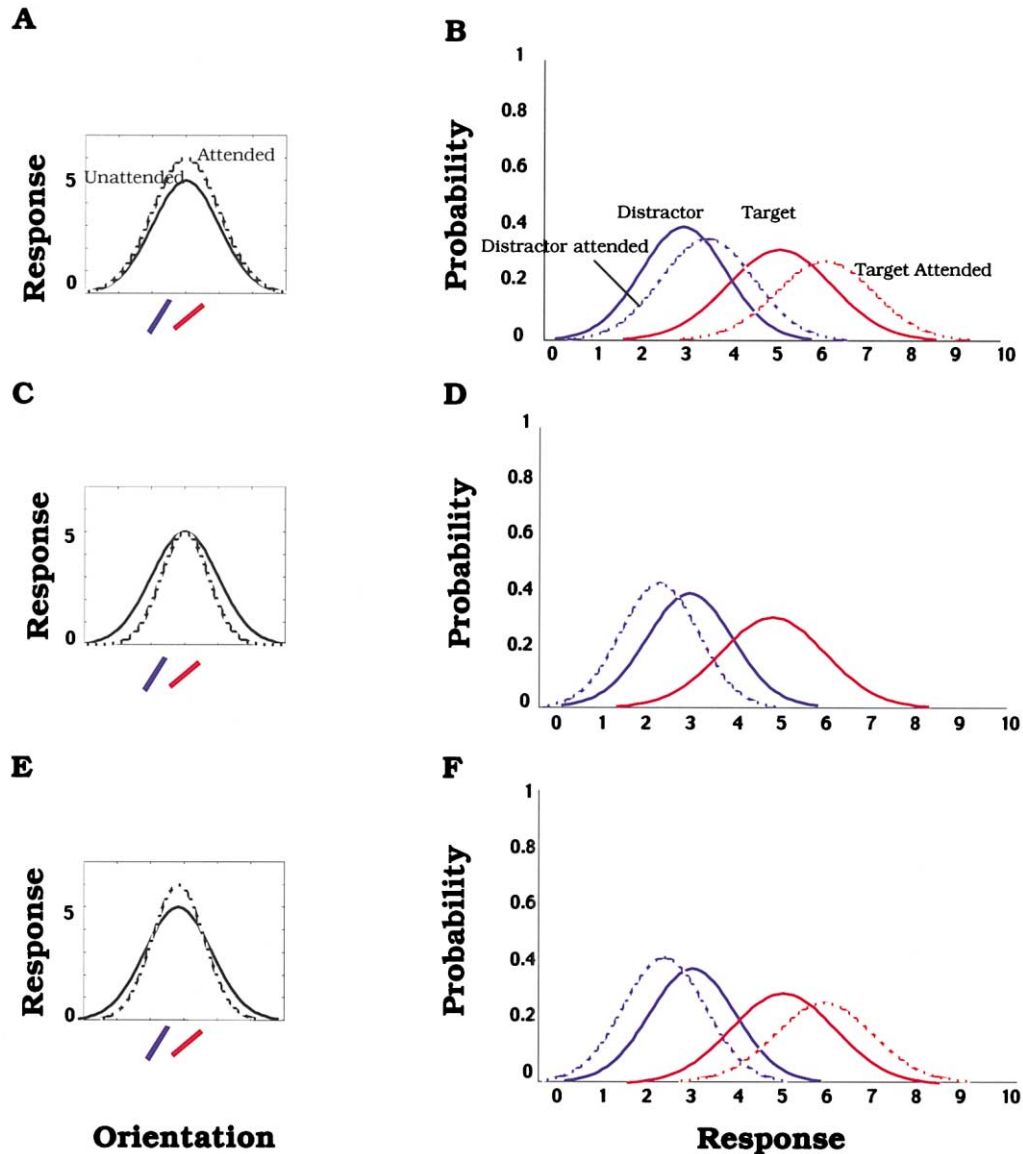 A
Response
5
0
Unattended
Attended
B
Probability
1
0.8
0.6
0.4
0.2
0
Distractor
Target
Distractor attended
Target Attended
0 1 2 3 4 5 6 7 8 9 10
C
Response
5
0
D
Probability
1
0.8
0.6
0.4
0.2
0
0 1 2 3 4 5 6 7 8 9 10
E
Response
5
0
Orientation
F
Probability
1
0.8
0.6
0.4
0.2
0
0 1 2 3 4 5 6 7 8 9 10
Response